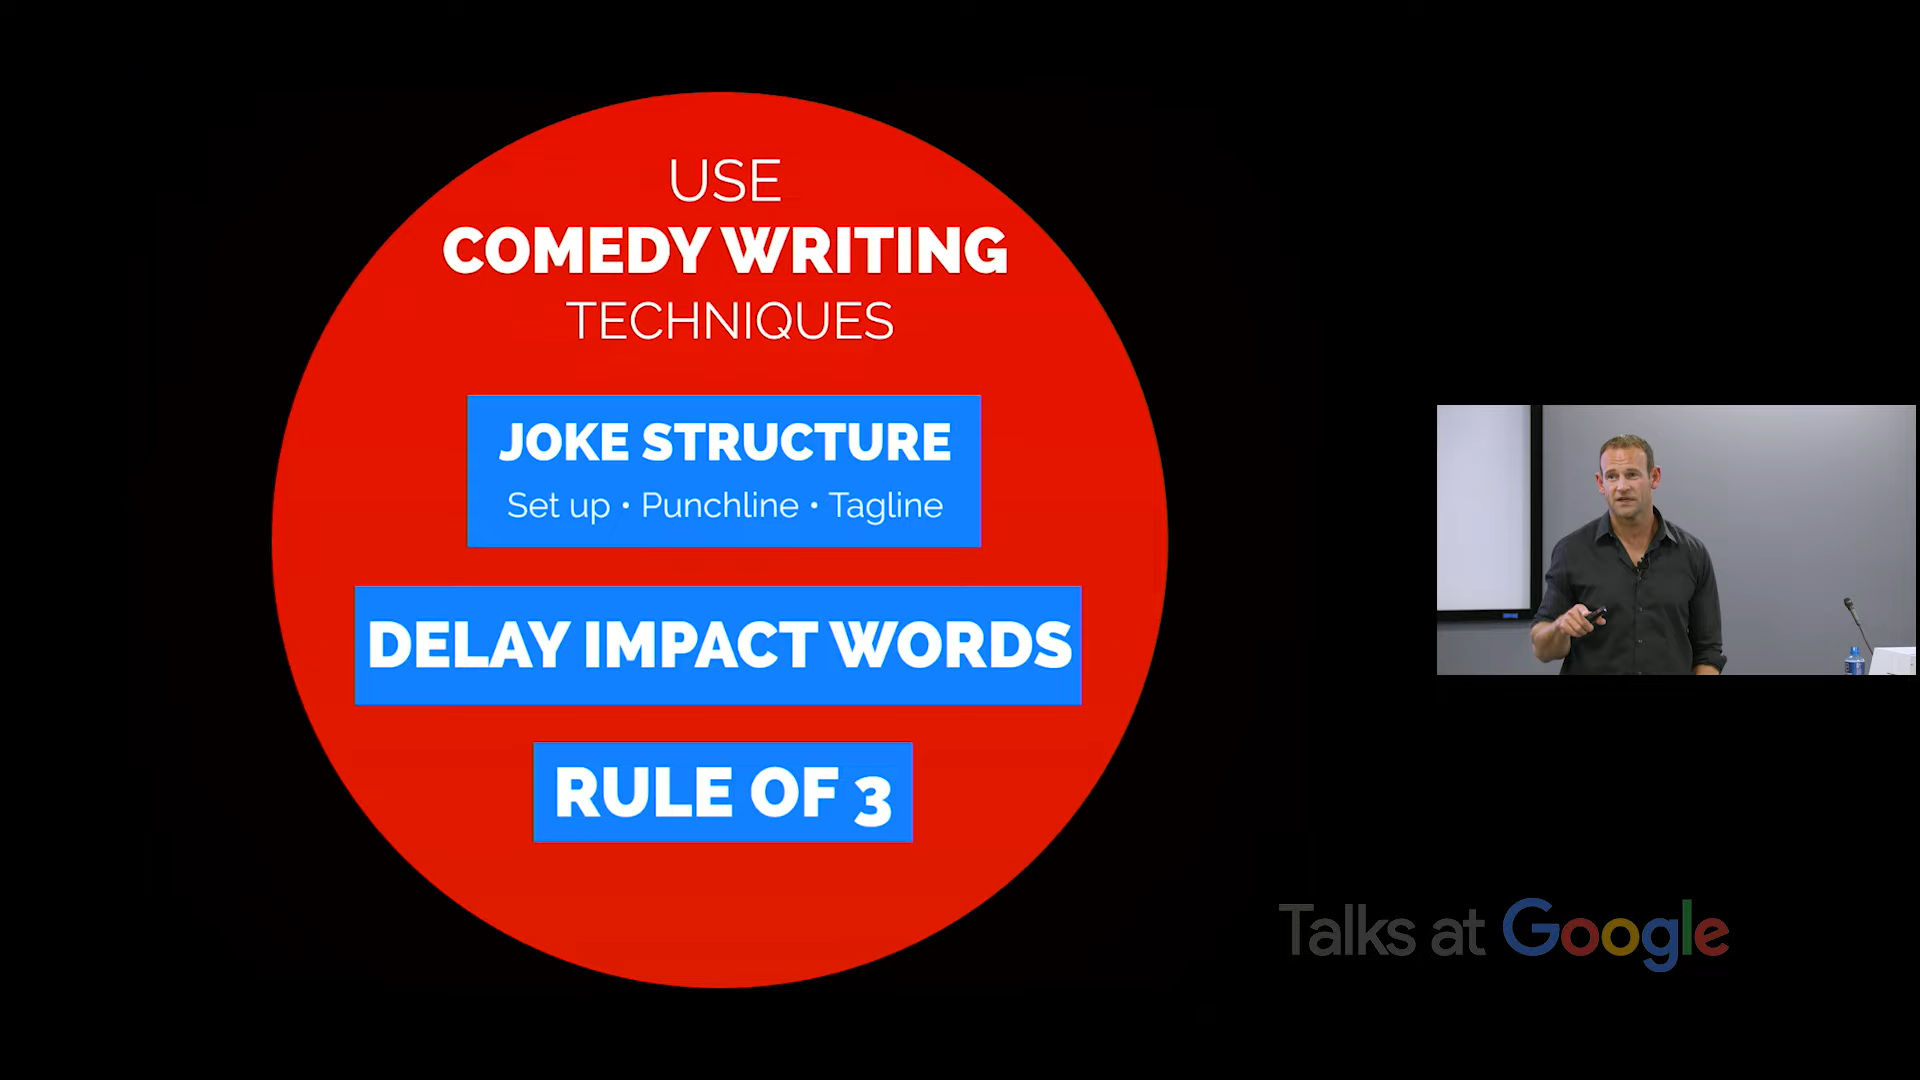 USE
COMEDY WRITING
TECHNIQUES
JOKE STRUCTURE
Set up • Punchline • Tagline
DELAY IMPACT WORDS
RULE OF 3
Talks at Google